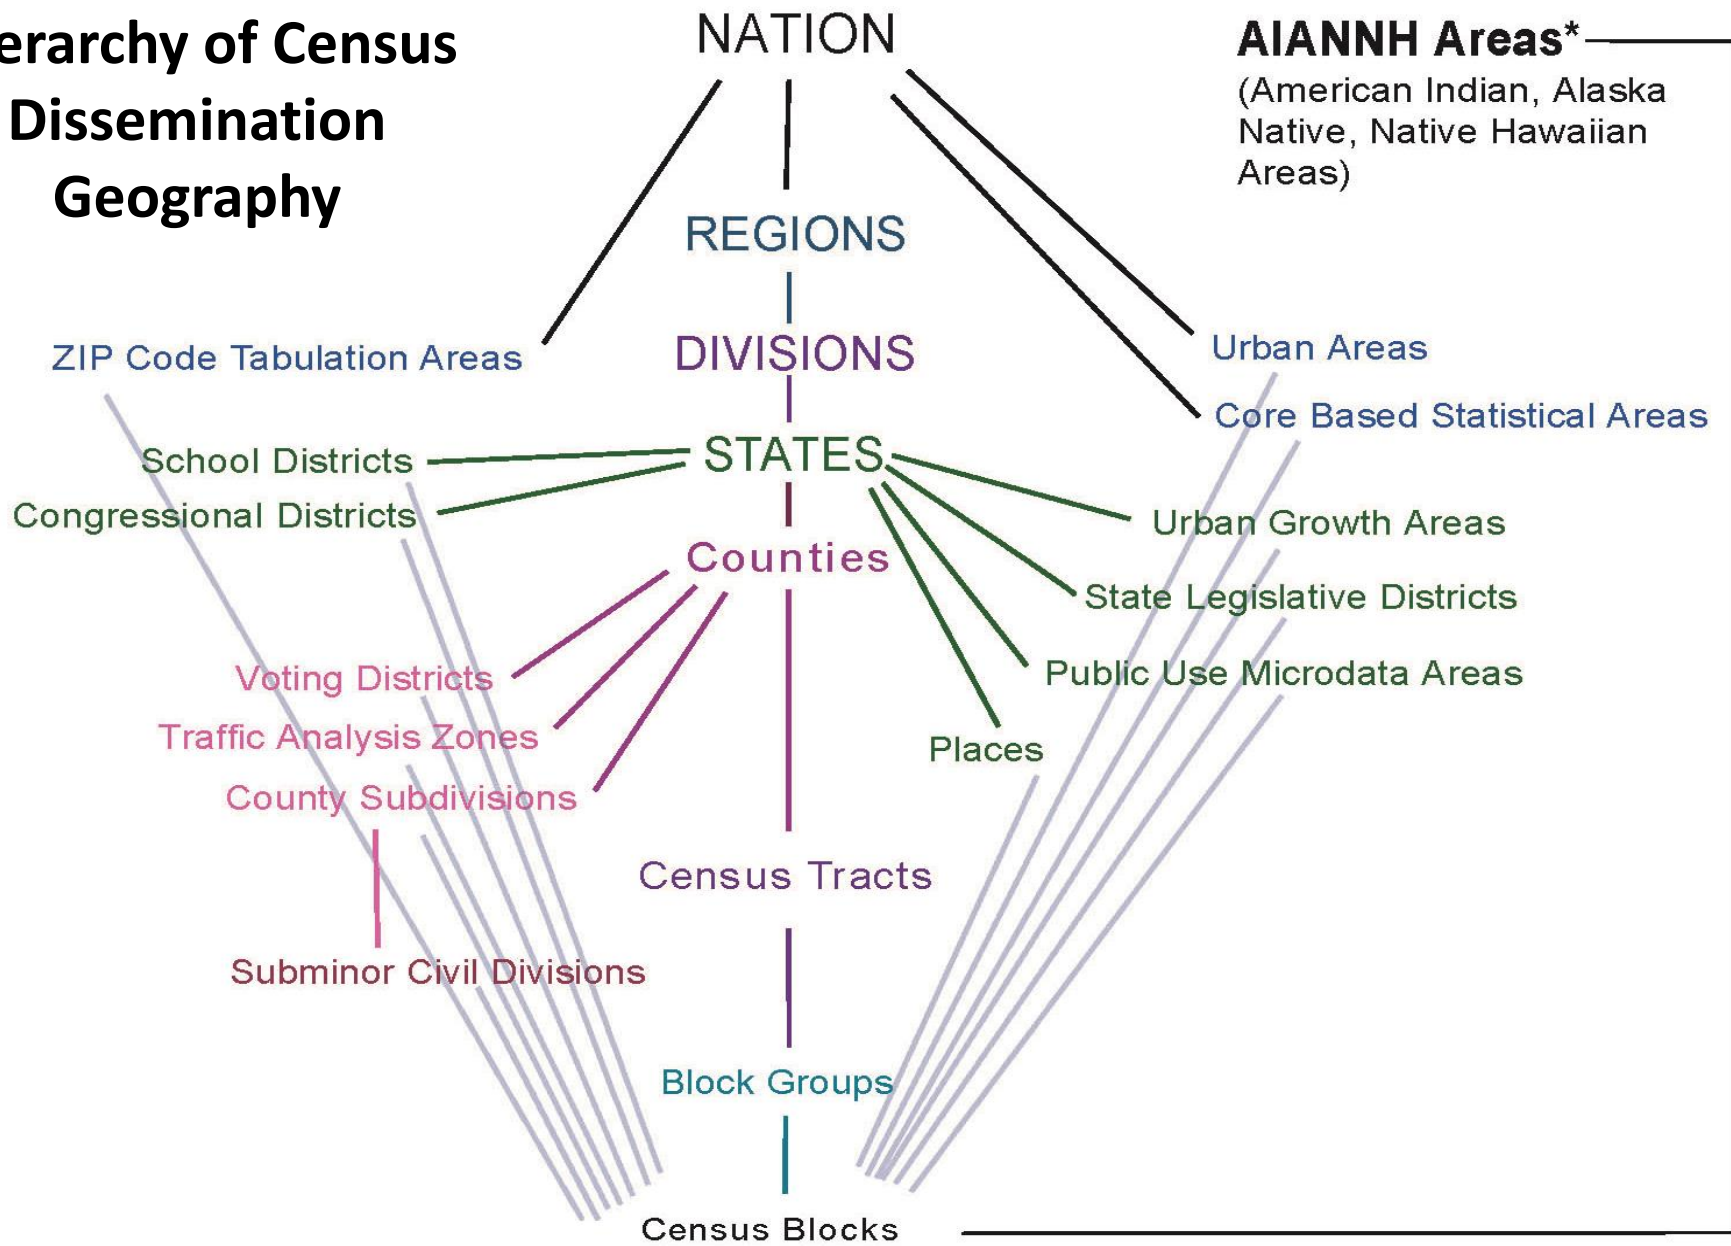 erarchy of Census
Dissemination
Geography
NATION
AIANNH Areas*
(American Indian, Alaska
Native, Native Hawaiian
Areas)
REGIONS
DIVISIONS
ZIP Code Tabulation Areas
Urban Areas
Core Based Statistical Areas
School Districts
STATES
Congressional Districts
Urban Growth Areas
Counties
State Legislative Districts
Voting Districts
Public Use Microdata Areas
Traffic Analysis Zones
Places
County Subdivisions
Census Tracts
Subminor Civil Divisions
Block Groups
Census Blocks